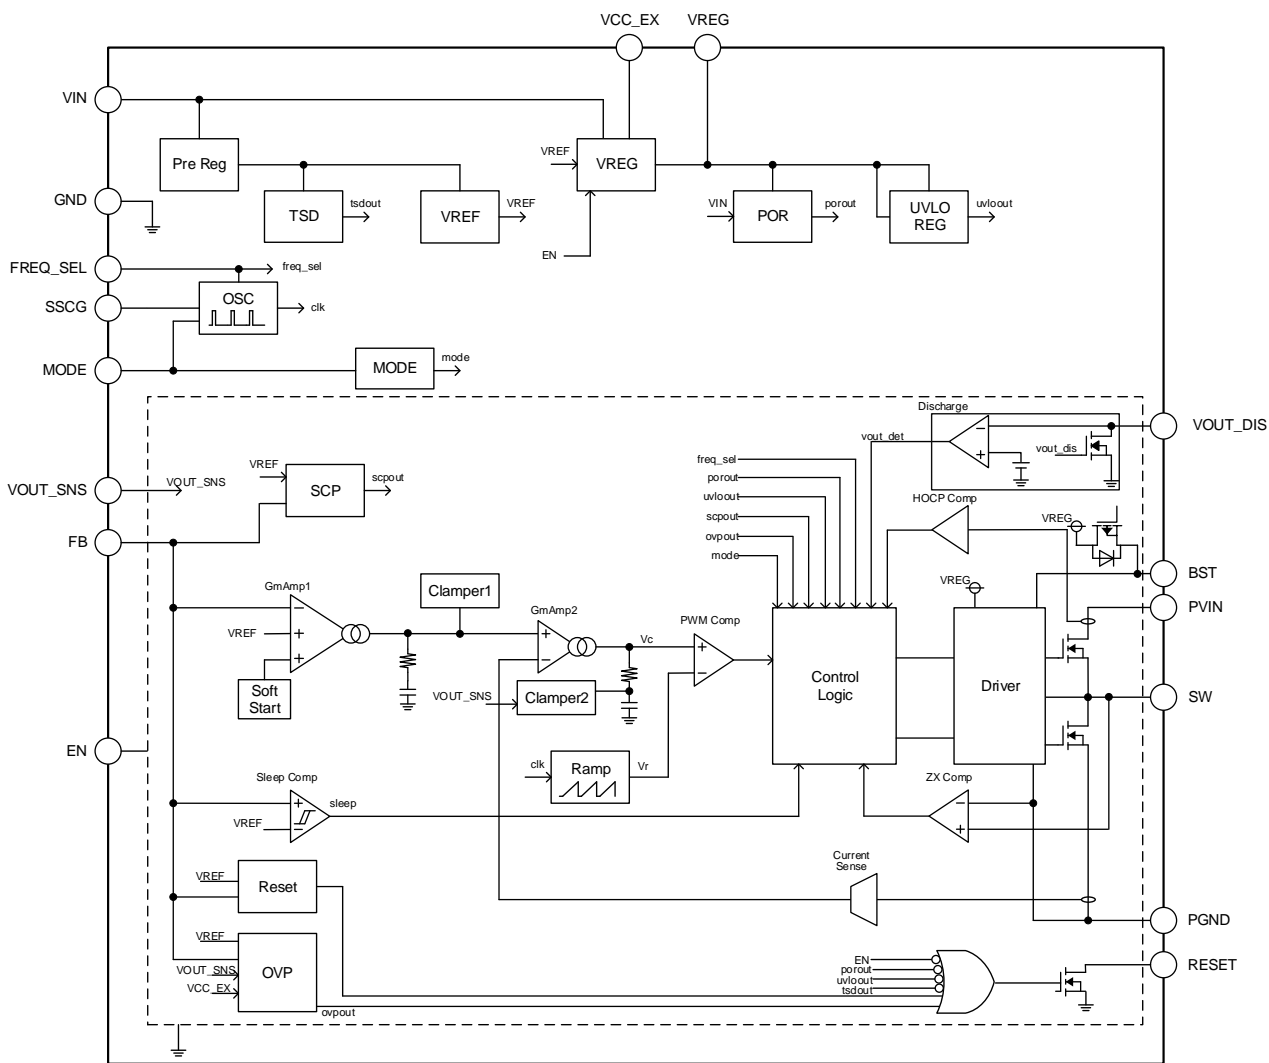 VCC_EX
VREG
VIN
Pre Reg
VREF
VREG
GND
TSD
tsdout
VREF
VREF
VIN
POR
porout
UVLO
REG
uvloout
EN
FREQ_SEL
freq_sel
SSCG
OSC
clk
MODE
MODE
mode
Discharge
vout_det
vout_dis
VOUT_DIS
VOUT_SNS
VOUT_SNS
VREF
SCP
scpout
freq_sel
porout
uvloout
scpout
ovpout
mode
HOCP Comp
VREG
FB
BST
GmAmp1
Clamper1
GmAmp2
PWM Comp
VREG
PVIN
VREF
Vc
Soft
Start
VOUT_SNS
Clamper2
Control
Logic
Driver
SW
EN
clk
Ramp
Vr
Sleep Comp
sleep
VREF
ZX Comp
Current
Sense
VREF
Reset
PGND
VREF
OVP
VOUT_SNS
VCC_EX
ovpout
EN
porout
uvloout
tsdout
RESET